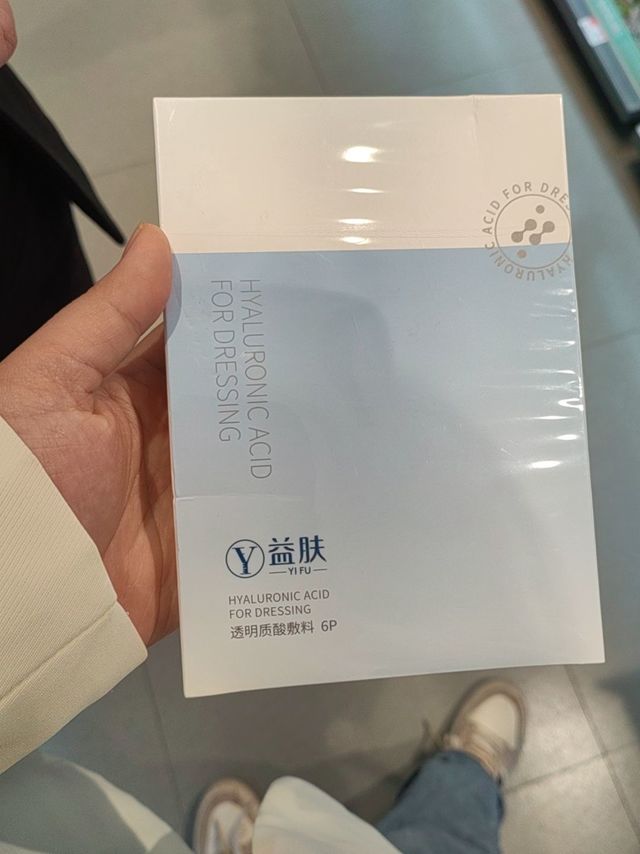 HYALURONIC ACID FOR DRES
HYALURONIC ACID
FOR DRESSING
Y 益肤
YI FU
HYALURONIC ACID
FOR DRESSING
透明质酸敷料 6P